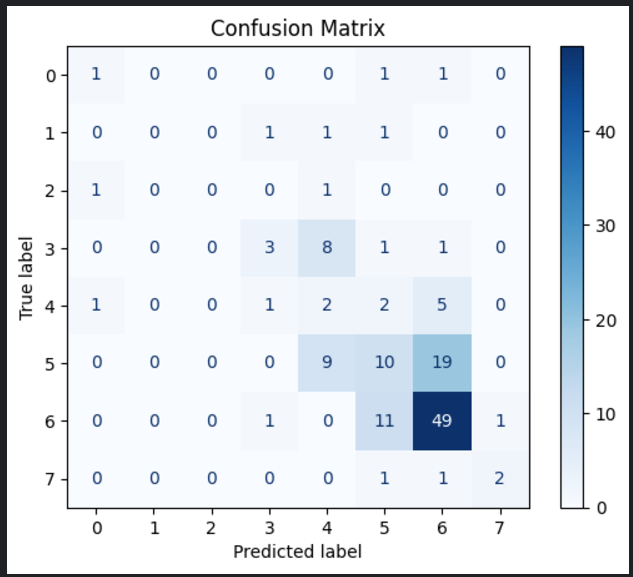 Confusion Matrix
0 1 0 0 0 0 1 1 0
1 0 0 0 1 1 1 0 0
2 1 0 0 0 1 0 0 0
3 0 0 0 3 8 1 1 0
4 1 0 0 1 2 2 5 0
5 0 0 0 0 9 10 19 0
6 0 0 0 1 0 11 49 1
7 0 0 0 0 0 1 1 2
0 1 2 3 4 5 6 7
Predicted label
True label
40
30
20
10
0